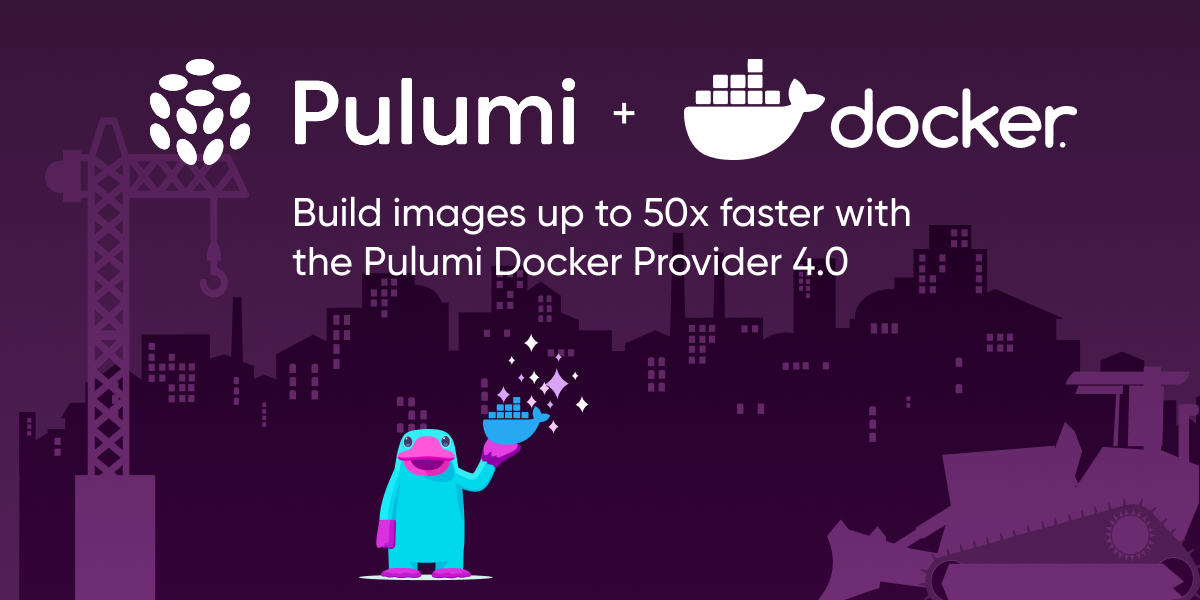 Pulumi + docker.
Build images up to 50x faster with
the Pulumi Docker Provider 4.0